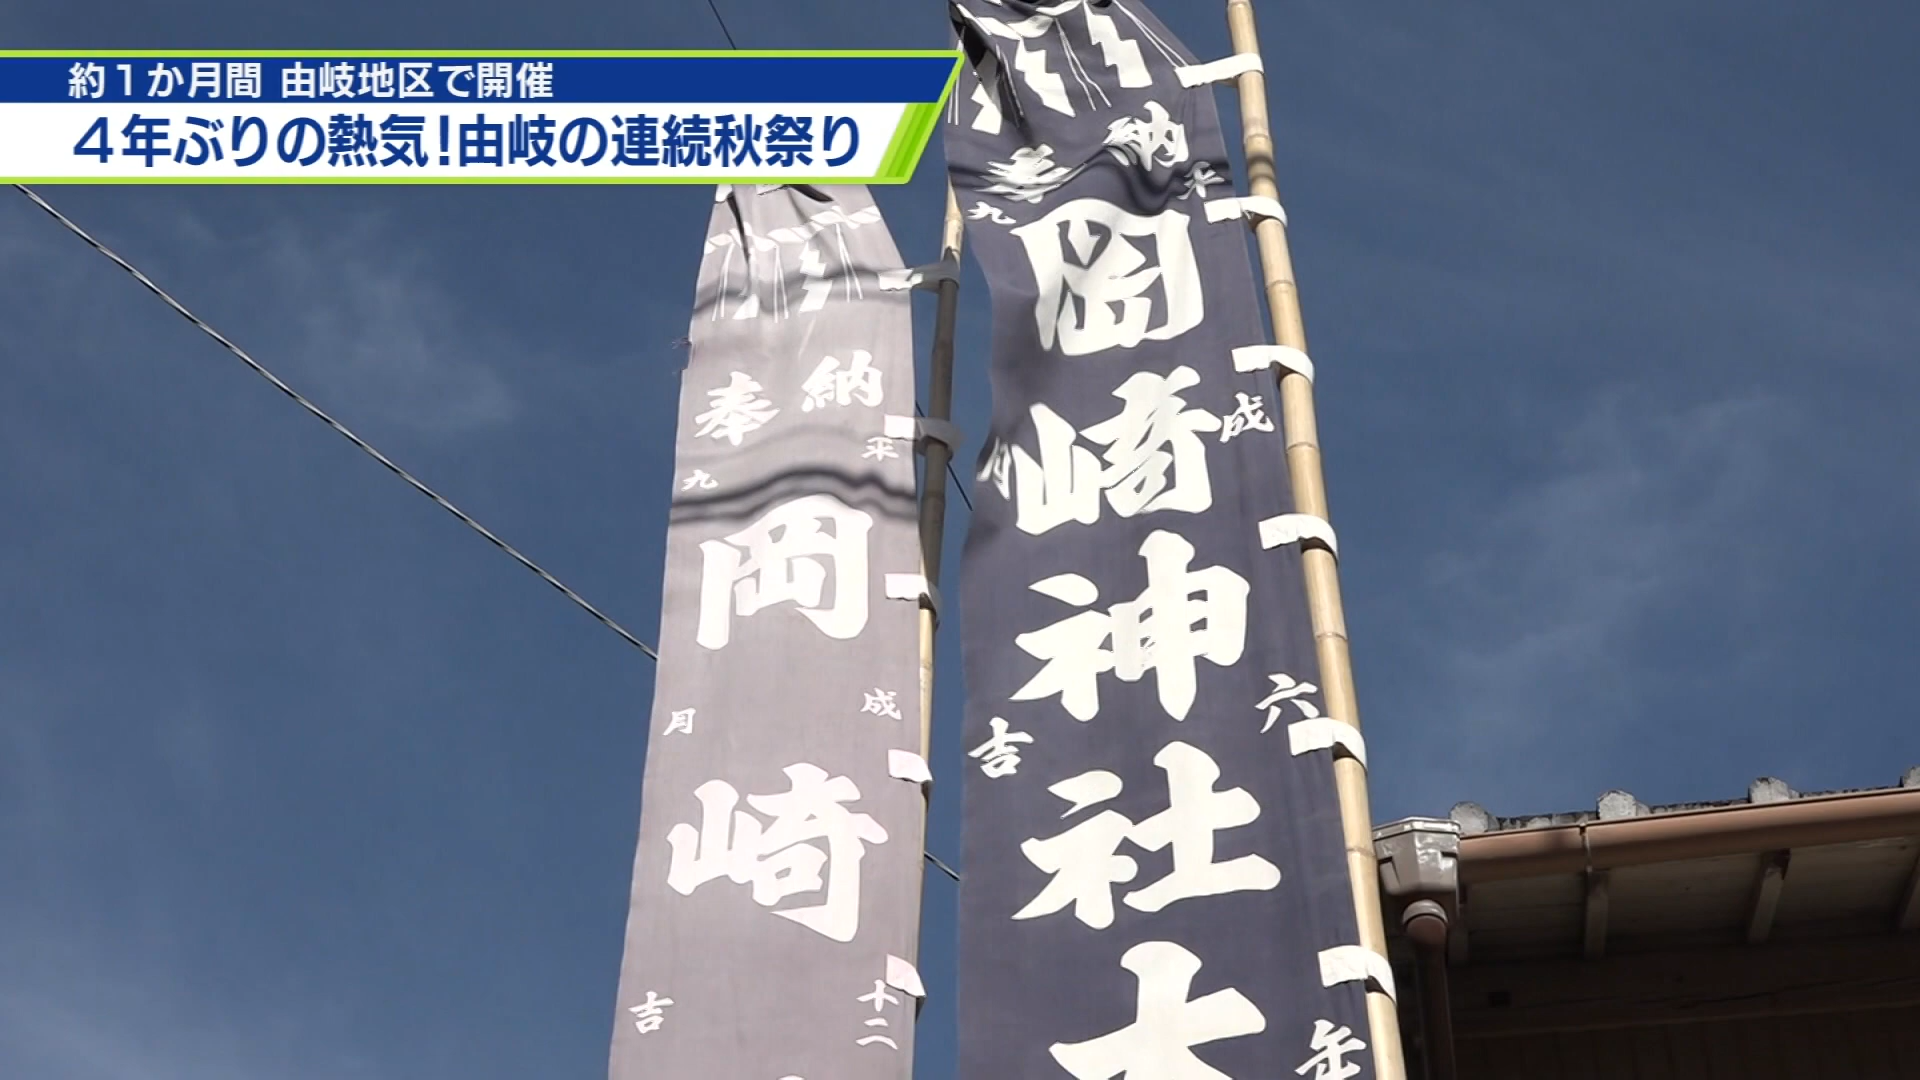 約１か月間 由岐地区で開催
４年ぶりの熱気！由岐の連続秋祭り
奉納
平成六年
岡崎神社大
九月吉
奉納
平成十二
岡崎
九月吉